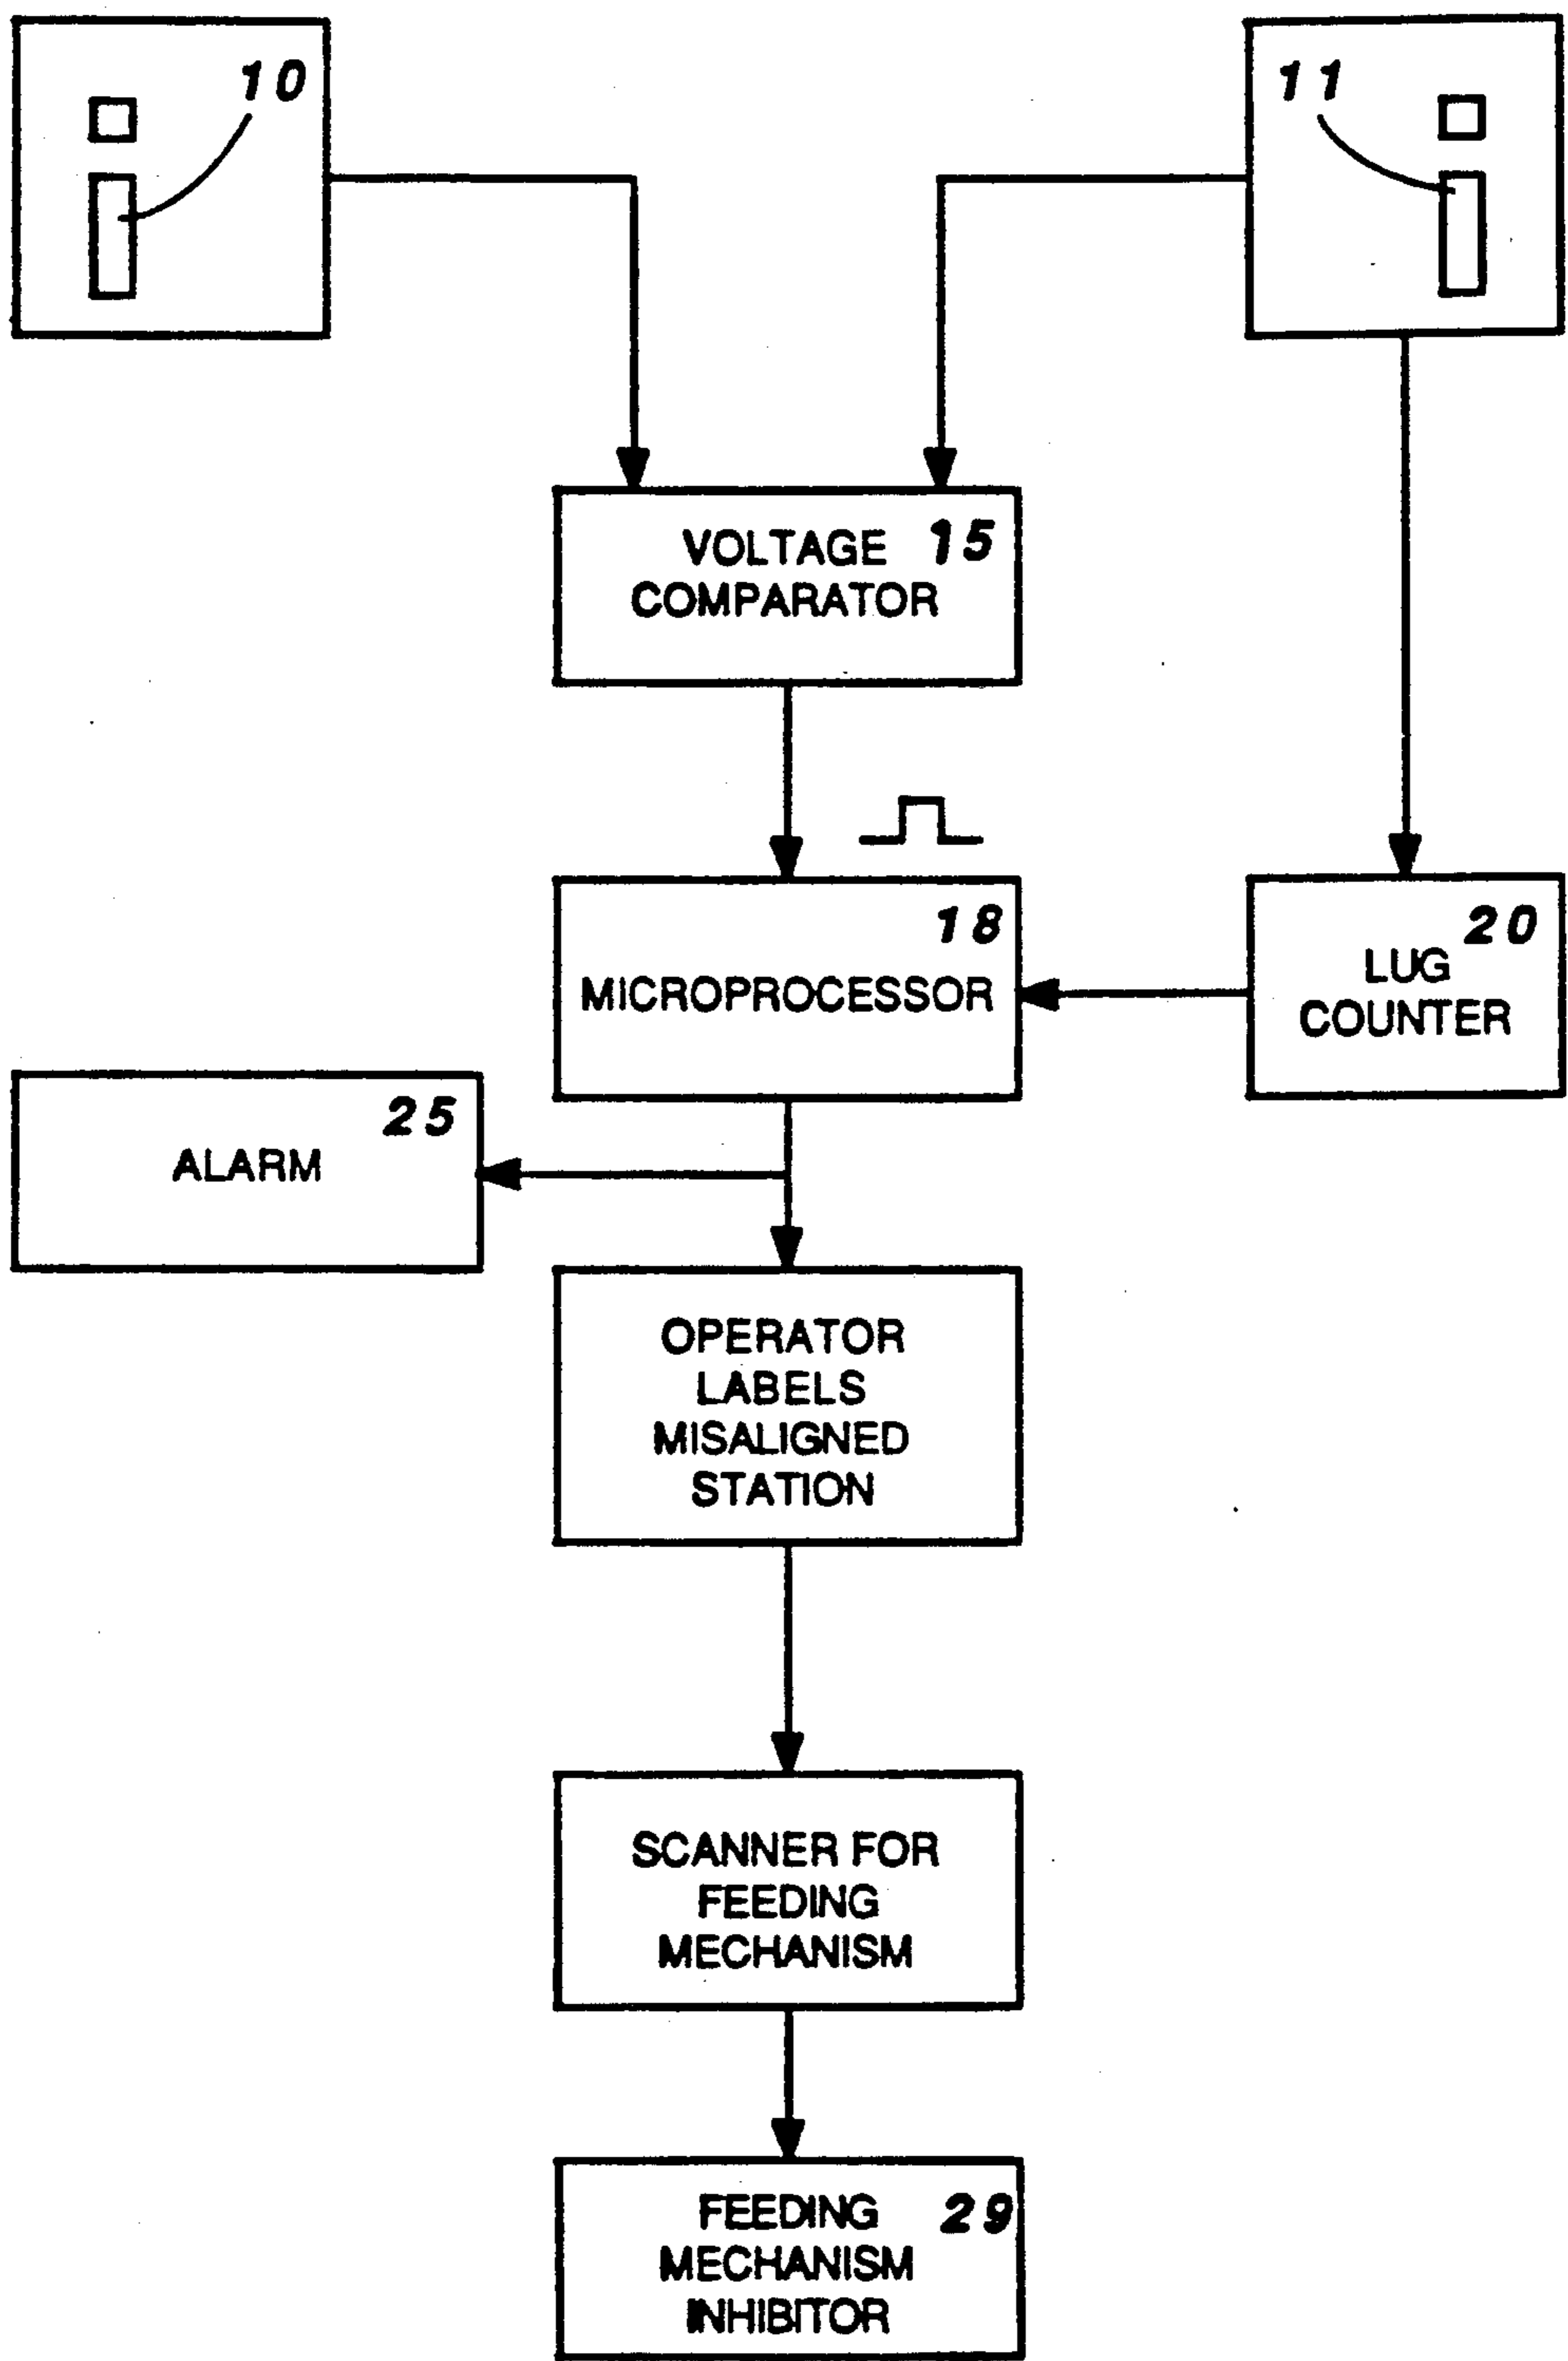 10
11
VOLTAGE 15
COMPARATOR
18
MICROPROCESSOR
20
LUG
COUNTER
25
ALARM
OPERATOR
LABELS
MISALIGNED
STATION
SCANNER FOR
FEEDING
MECHANISM
FEEDING 29
MECHANISM
INHIBITOR